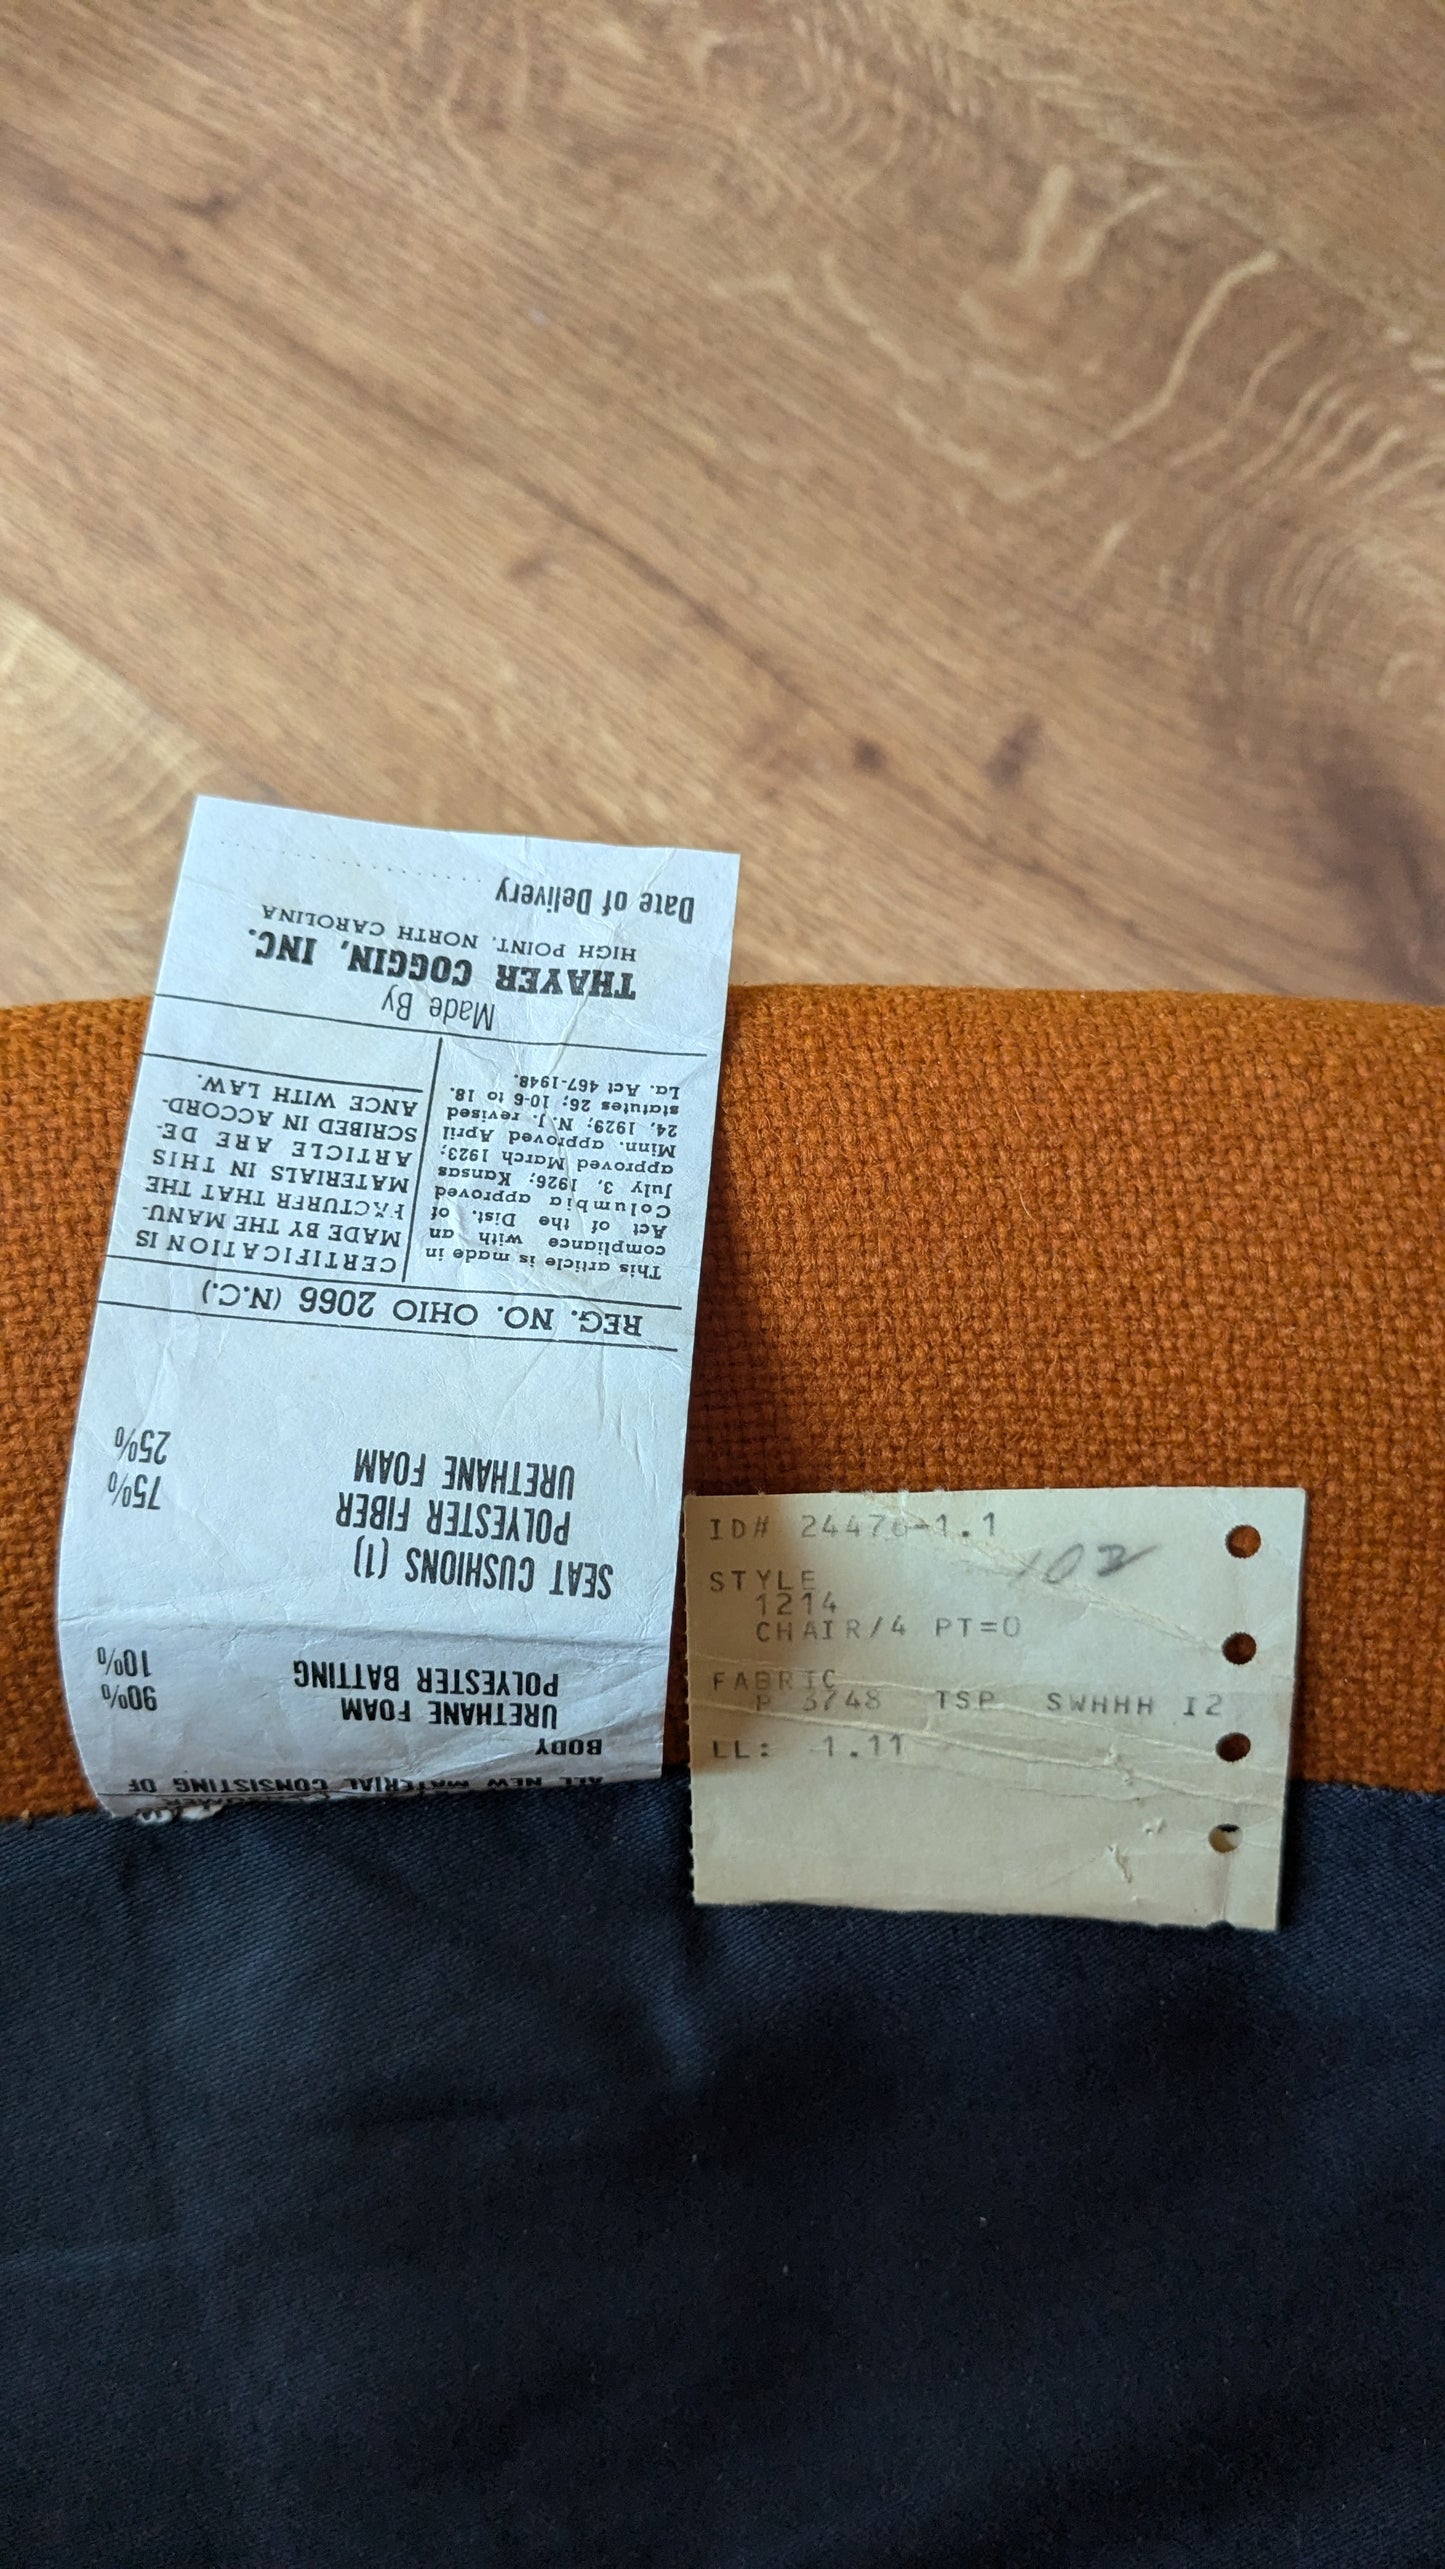 ALL NEW MATERIAL CONSISTING OF
BODY
URETHANE FOAM 90%
POLYESTER BATTING 10%
SEAT CUSHIONS (1)
POLYESTER FIBER 75%
URETHANE FOAM 25%
REG. NO. OHIO 2066 (N.C.)
This article is made in
compliance with an
Act of the Dist. of
Columbia approved
July 3, 1926; Kansas
approved March 1923;
Minn. approved April
24, 1929; N.J. revised
statutes 26; 10-6 to 18.
La. Act 467-1948.
CERTIFICATION IS
MADE BY THE MANU-
FACTURER THAT THE
MATERIALS IN THIS
ARTICLE ARE DE-
SCRIBED IN ACCORD-
ANCE WITH LAW.
Made By
THAYER COGGIN, INC.
HIGH POINT, NORTH CAROLINA
Date of Delivery
ID# 24476-1.1
102
STYLE
1214
CHAIR/4 PT=0
FABRIC
P 3748 TSP SWHHH I2
LL: 1.11